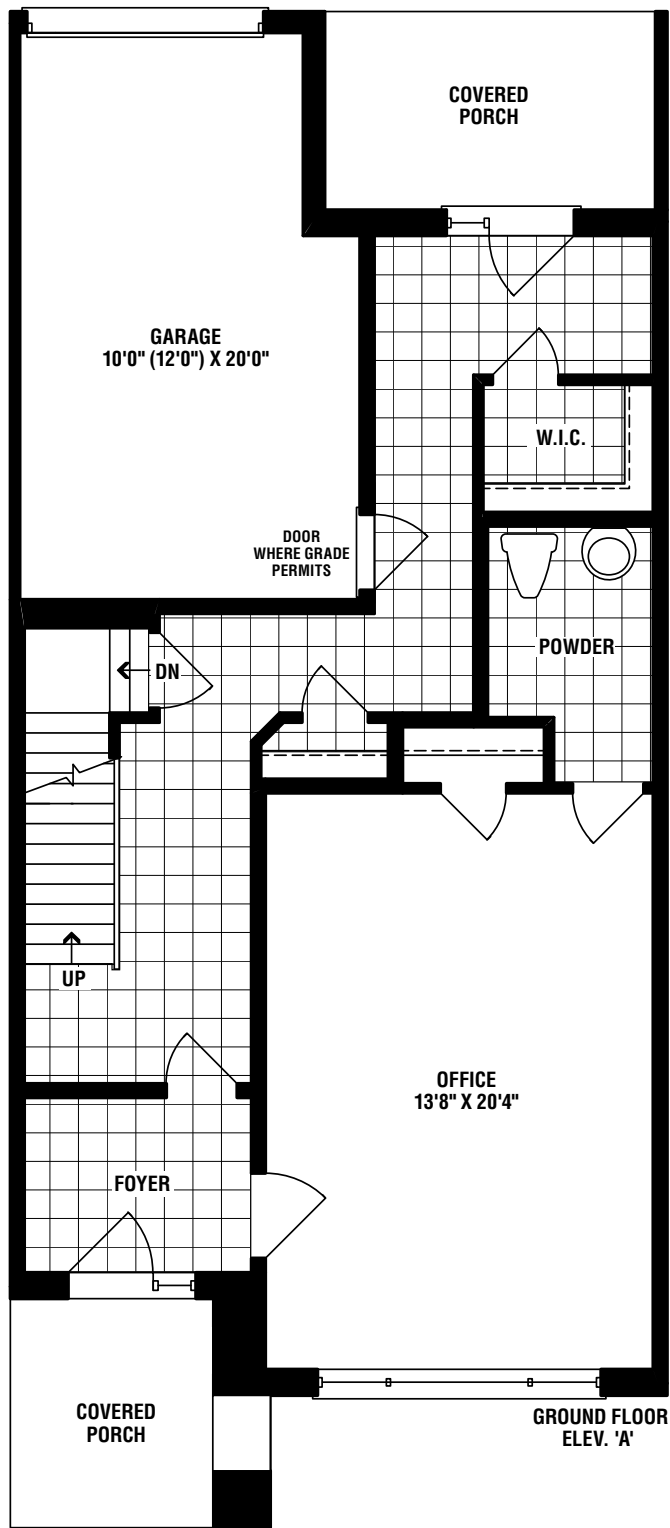 COVERED
PORCH
GARAGE
10'0" (12'0") X 20'0"
W.I.C.
DOOR
WHERE GRADE
PERMITS
POWDER
DN
UP
OFFICE
13'8" X 20'4"
FOYER
COVERED
PORCH
GROUND FLOOR
ELEV. 'A'